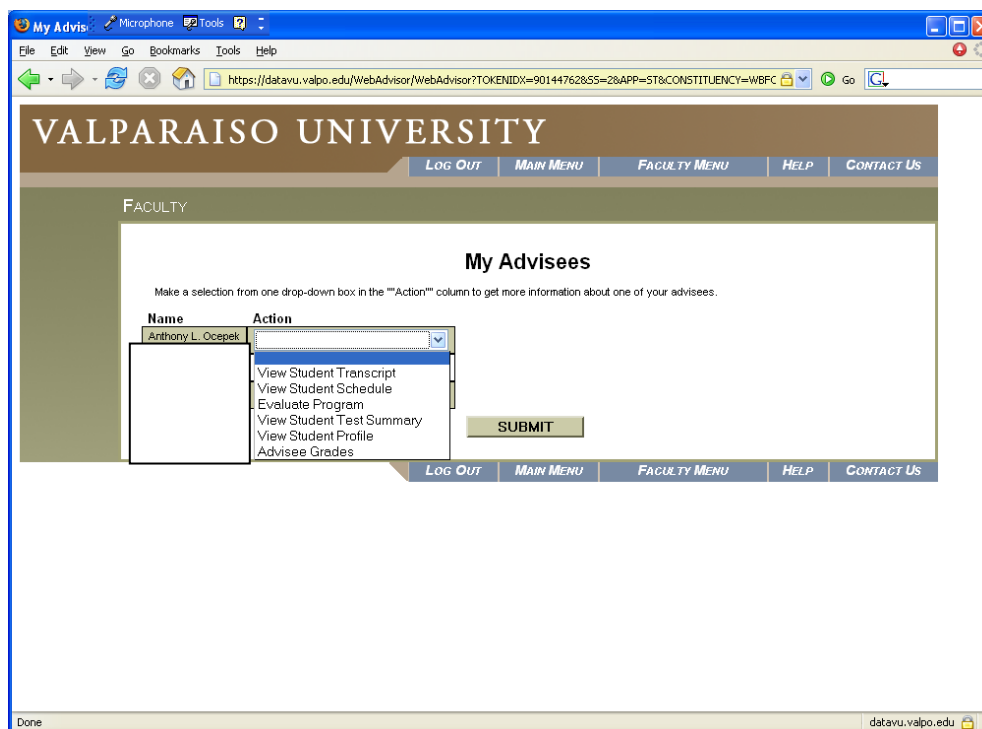 My Advis
Microphone Tools
File Edit View Go Bookmarks Tools Help
https://datavu.valpo.edu/WebAdvisor/WebAdvisor?TOKENIDX=90144762&SS=2&APP=ST&CONSTITUENCY=WBFC Go G
VALPARAISO UNIVERSITY
LOG OUT MAIN MENU FACULTY MENU HELP CONTACT US
FACULTY
My Advisees
Make a selection from one drop-down box in the ""Action"" column to get more information about one of your advisees.
Name Action
Anthony L. Ocepek
View Student Transcript
View Student Schedule
Evaluate Program
View Student Test Summary
View Student Profile
Advisee Grades
SUBMIT
LOG OUT MAIN MENU FACULTY MENU HELP CONTACT US
Done datavu.valpo.edu